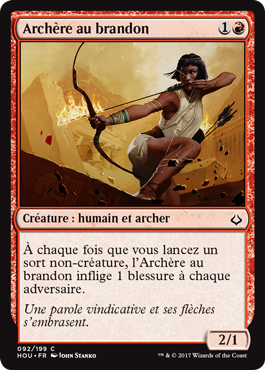 Archère au brandon
1
Créature : humain et archer
À chaque fois que vous lancez un
sort non-créature, l'Archère au
brandon inflige 1 blessure à chaque
adversaire.
Une parole vindicative et ses flèches
s'embrasent.
2/1
092/199 C
HOU • FR JOHN STANKO
™ & © 2017 Wizards of the Coast